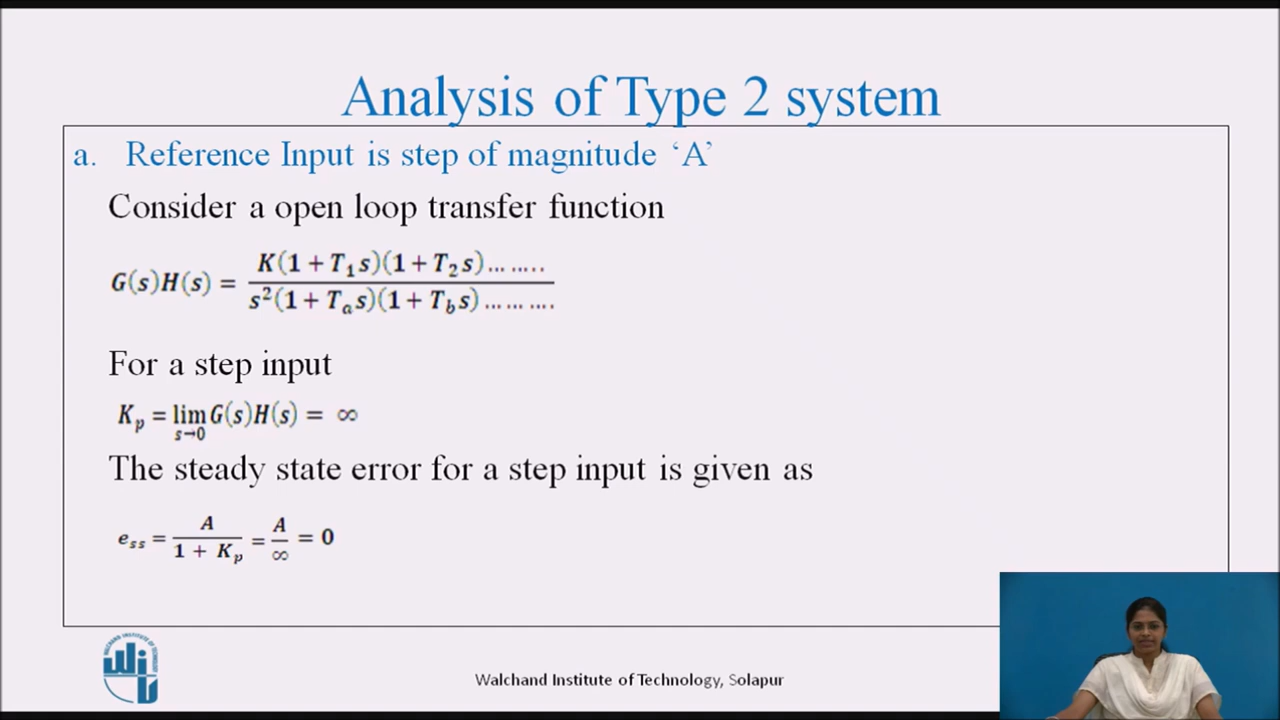 Analysis of Type 2 system
a. Reference Input is step of magnitude ‘A’
Consider a open loop transfer function
G(s)H(s) = K(1 + T₁s)(1 + T₂s)... ..... / s²(1 + Tₐs)(1 + T_b s)... ... ....
For a step input
Kₚ = lim s→0 G(s)H(s) = ∞
The steady state error for a step input is given as
eₛₛ = A / 1 + Kₚ = A / ∞ = 0
Walchand Institute of Technology, Solapur